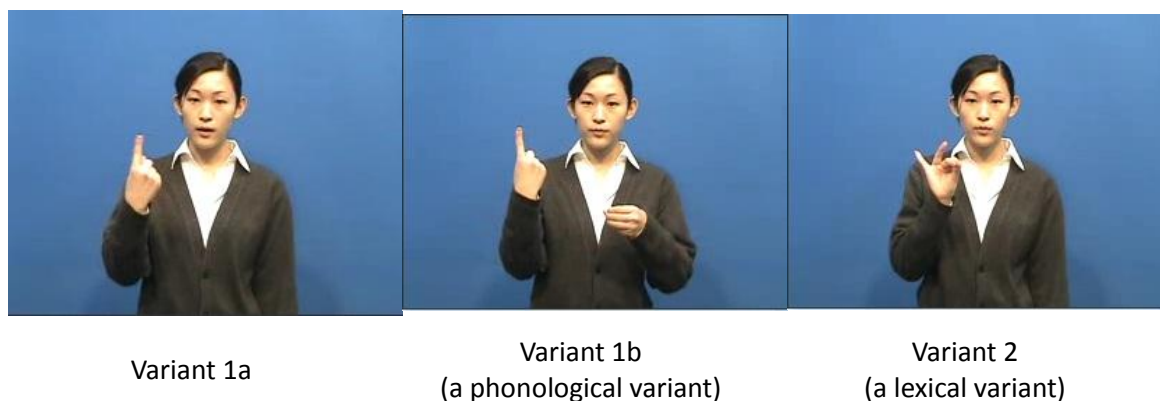 Variant 1a
Variant 1b
(a phonological variant)
Variant 2
(a lexical variant)